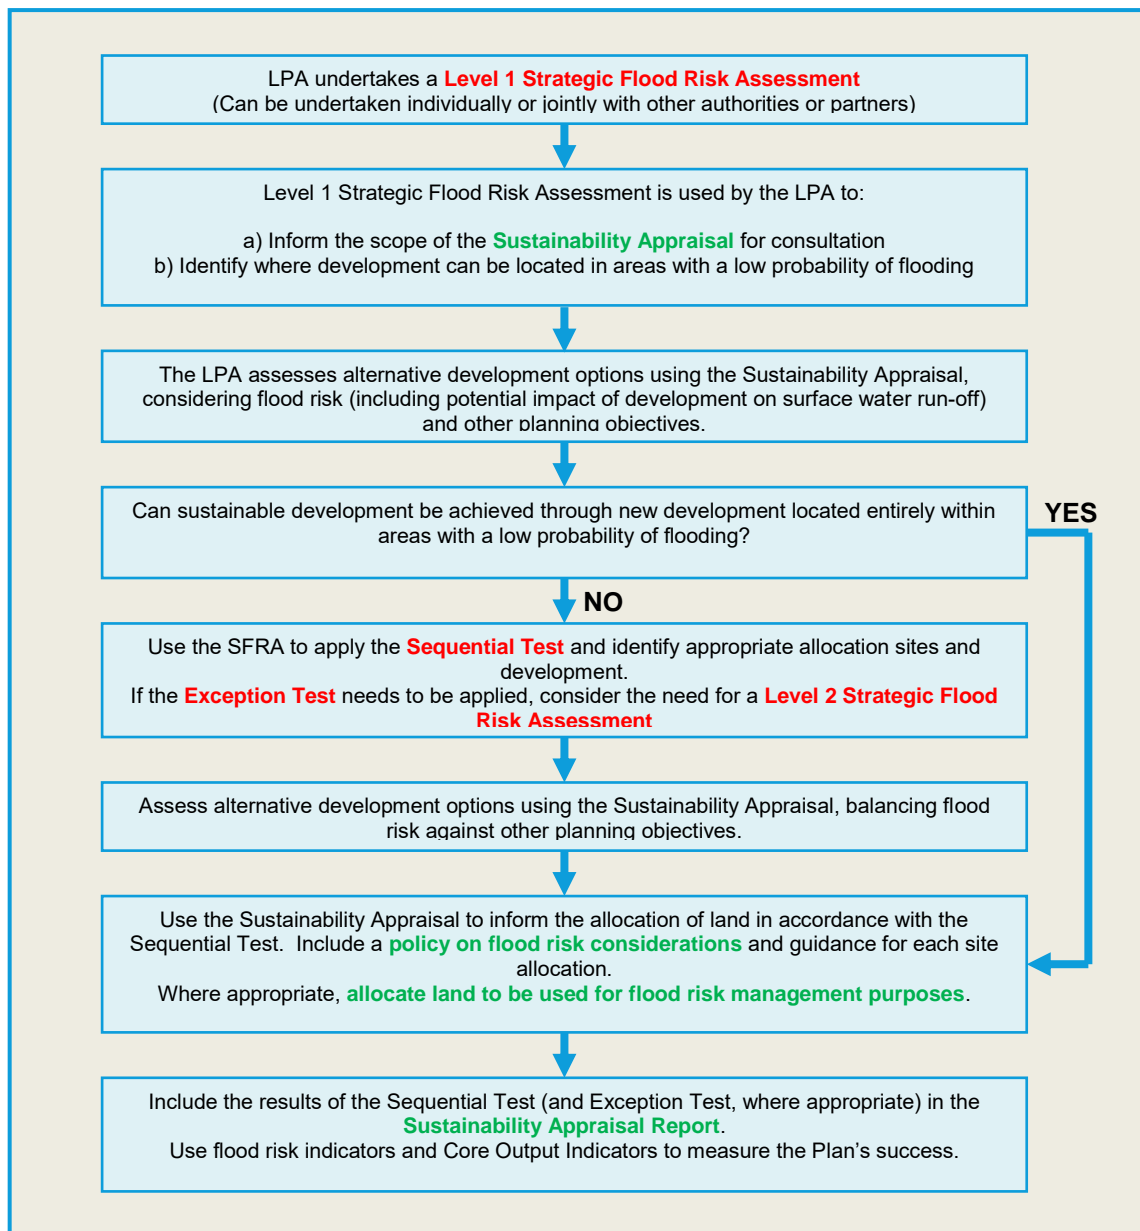 LPA undertakes a Level 1 Strategic Flood Risk Assessment
(Can be undertaken individually or jointly with other authorities or partners)
Level 1 Strategic Flood Risk Assessment is used by the LPA to:
a) Inform the scope of the Sustainability Appraisal for consultation
b) Identify where development can be located in areas with a low probability of flooding
The LPA assesses alternative development options using the Sustainability Appraisal,
considering flood risk (including potential impact of development on surface water run-off)
and other planning objectives.
Can sustainable development be achieved through new development located entirely within
areas with a low probability of flooding?
YES
NO
Use the SFRA to apply the Sequential Test and identify appropriate allocation sites and
development.
If the Exception Test needs to be applied, consider the need for a Level 2 Strategic Flood
Risk Assessment
Assess alternative development options using the Sustainability Appraisal, balancing flood
risk against other planning objectives.
Use the Sustainability Appraisal to inform the allocation of land in accordance with the
Sequential Test.  Include a policy on flood risk considerations and guidance for each site
allocation.
Where appropriate, allocate land to be used for flood risk management purposes.
Include the results of the Sequential Test (and Exception Test, where appropriate) in the
Sustainability Appraisal Report.
Use flood risk indicators and Core Output Indicators to measure the Plan's success.